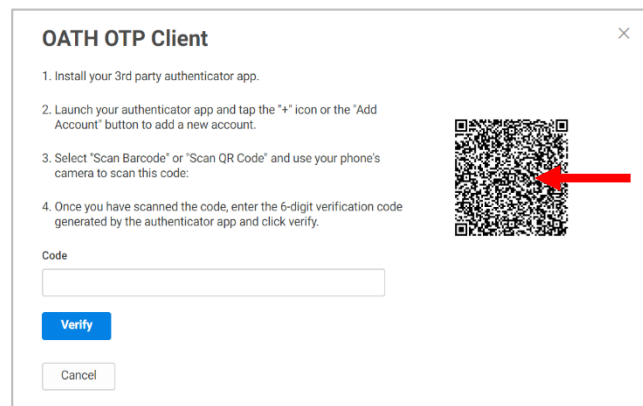 OATH OTP Client
1. Install your 3rd party authenticator app.
2. Launch your authenticator app and tap the "+" icon or the "Add
Account" button to add a new account.
3. Select "Scan Barcode" or "Scan QR Code" and use your phone's
camera to scan this code:
4. Once you have scanned the code, enter the 6-digit verification code
generated by the authenticator app and click verify.
Code
Verify
Cancel